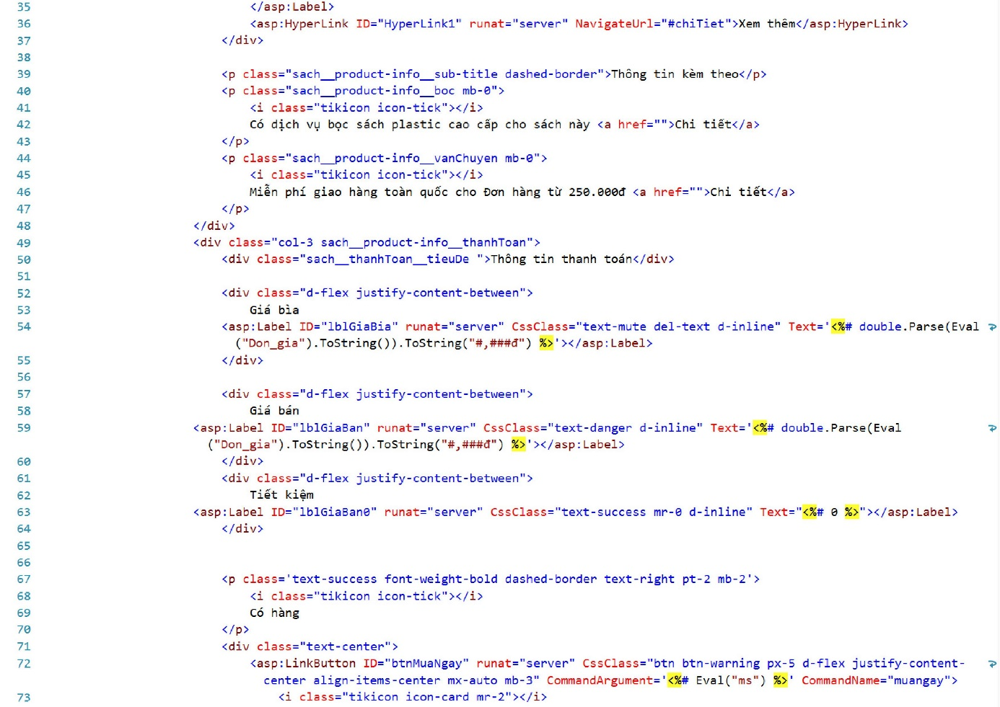 35 </asp:Label>
36 <asp:HyperLink ID="HyperLink1" runat="server" NavigateUrl="#chiTiet">Xem thêm</asp:HyperLink>
37 </div>
38
39 <p class="sach__product-info__sub-title dashed-border">Thông tin kèm theo</p>
40 <p class="sach__product-info__boc mb-0">
41 <i class="tikicon icon-tick"></i>
42 Có dịch vụ bọc sách plastic cao cấp cho sách này <a href="">Chi tiết</a>
43 </p>
44 <p class="sach__product-info__vanChuyen mb-0">
45 <i class="tikicon icon-tick"></i>
46 Miễn phí giao hàng toàn quốc cho Đơn hàng từ 250.000đ <a href="">Chi tiết</a>
47 </p>
48 </div>
49 <div class="col-3 sach__product-info__thanhToan">
50 <div class="sach__thanhToan__tieuDe ">Thông tin thanh toán</div>
51
52 <div class="d-flex justify-content-between">
53 Giá bìa
54 <asp:Label ID="lblGiaBia" runat="server" CssClass="text-mute del-text d-inline" Text='<%# double.Parse(Eval
("Don_gia").ToString()).ToString("#,###đ") %>'></asp:Label>
55 </div>
56
57 <div class="d-flex justify-content-between">
58 Giá bán
59 <asp:Label ID="lblGiaBan" runat="server" CssClass="text-danger d-inline" Text='<%# double.Parse(Eval
("Don_gia").ToString()).ToString("#,###đ") %>'></asp:Label>
60 </div>
61 <div class="d-flex justify-content-between">
62 Tiết kiệm
63 <asp:Label ID="lblGiaBan0" runat="server" CssClass="text-success mr-0 d-inline" Text="<%# 0 %>"></asp:Label>
64 </div>
65
66
67 <p class='text-success font-weight-bold dashed-border text-right pt-2 mb-2'>
68 <i class="tikicon icon-tick"></i>
69 Có hàng
70 </p>
71 <div class="text-center">
72 <asp:LinkButton ID="btnMuaNgay" runat="server" CssClass="btn btn-warning px-5 d-flex justify-content-
center align-items-center mx-auto mb-3" CommandArgument='<%# Eval("ms") %>' CommandName="muangay">
73 <i class="tikicon icon-card mr-2"></i>